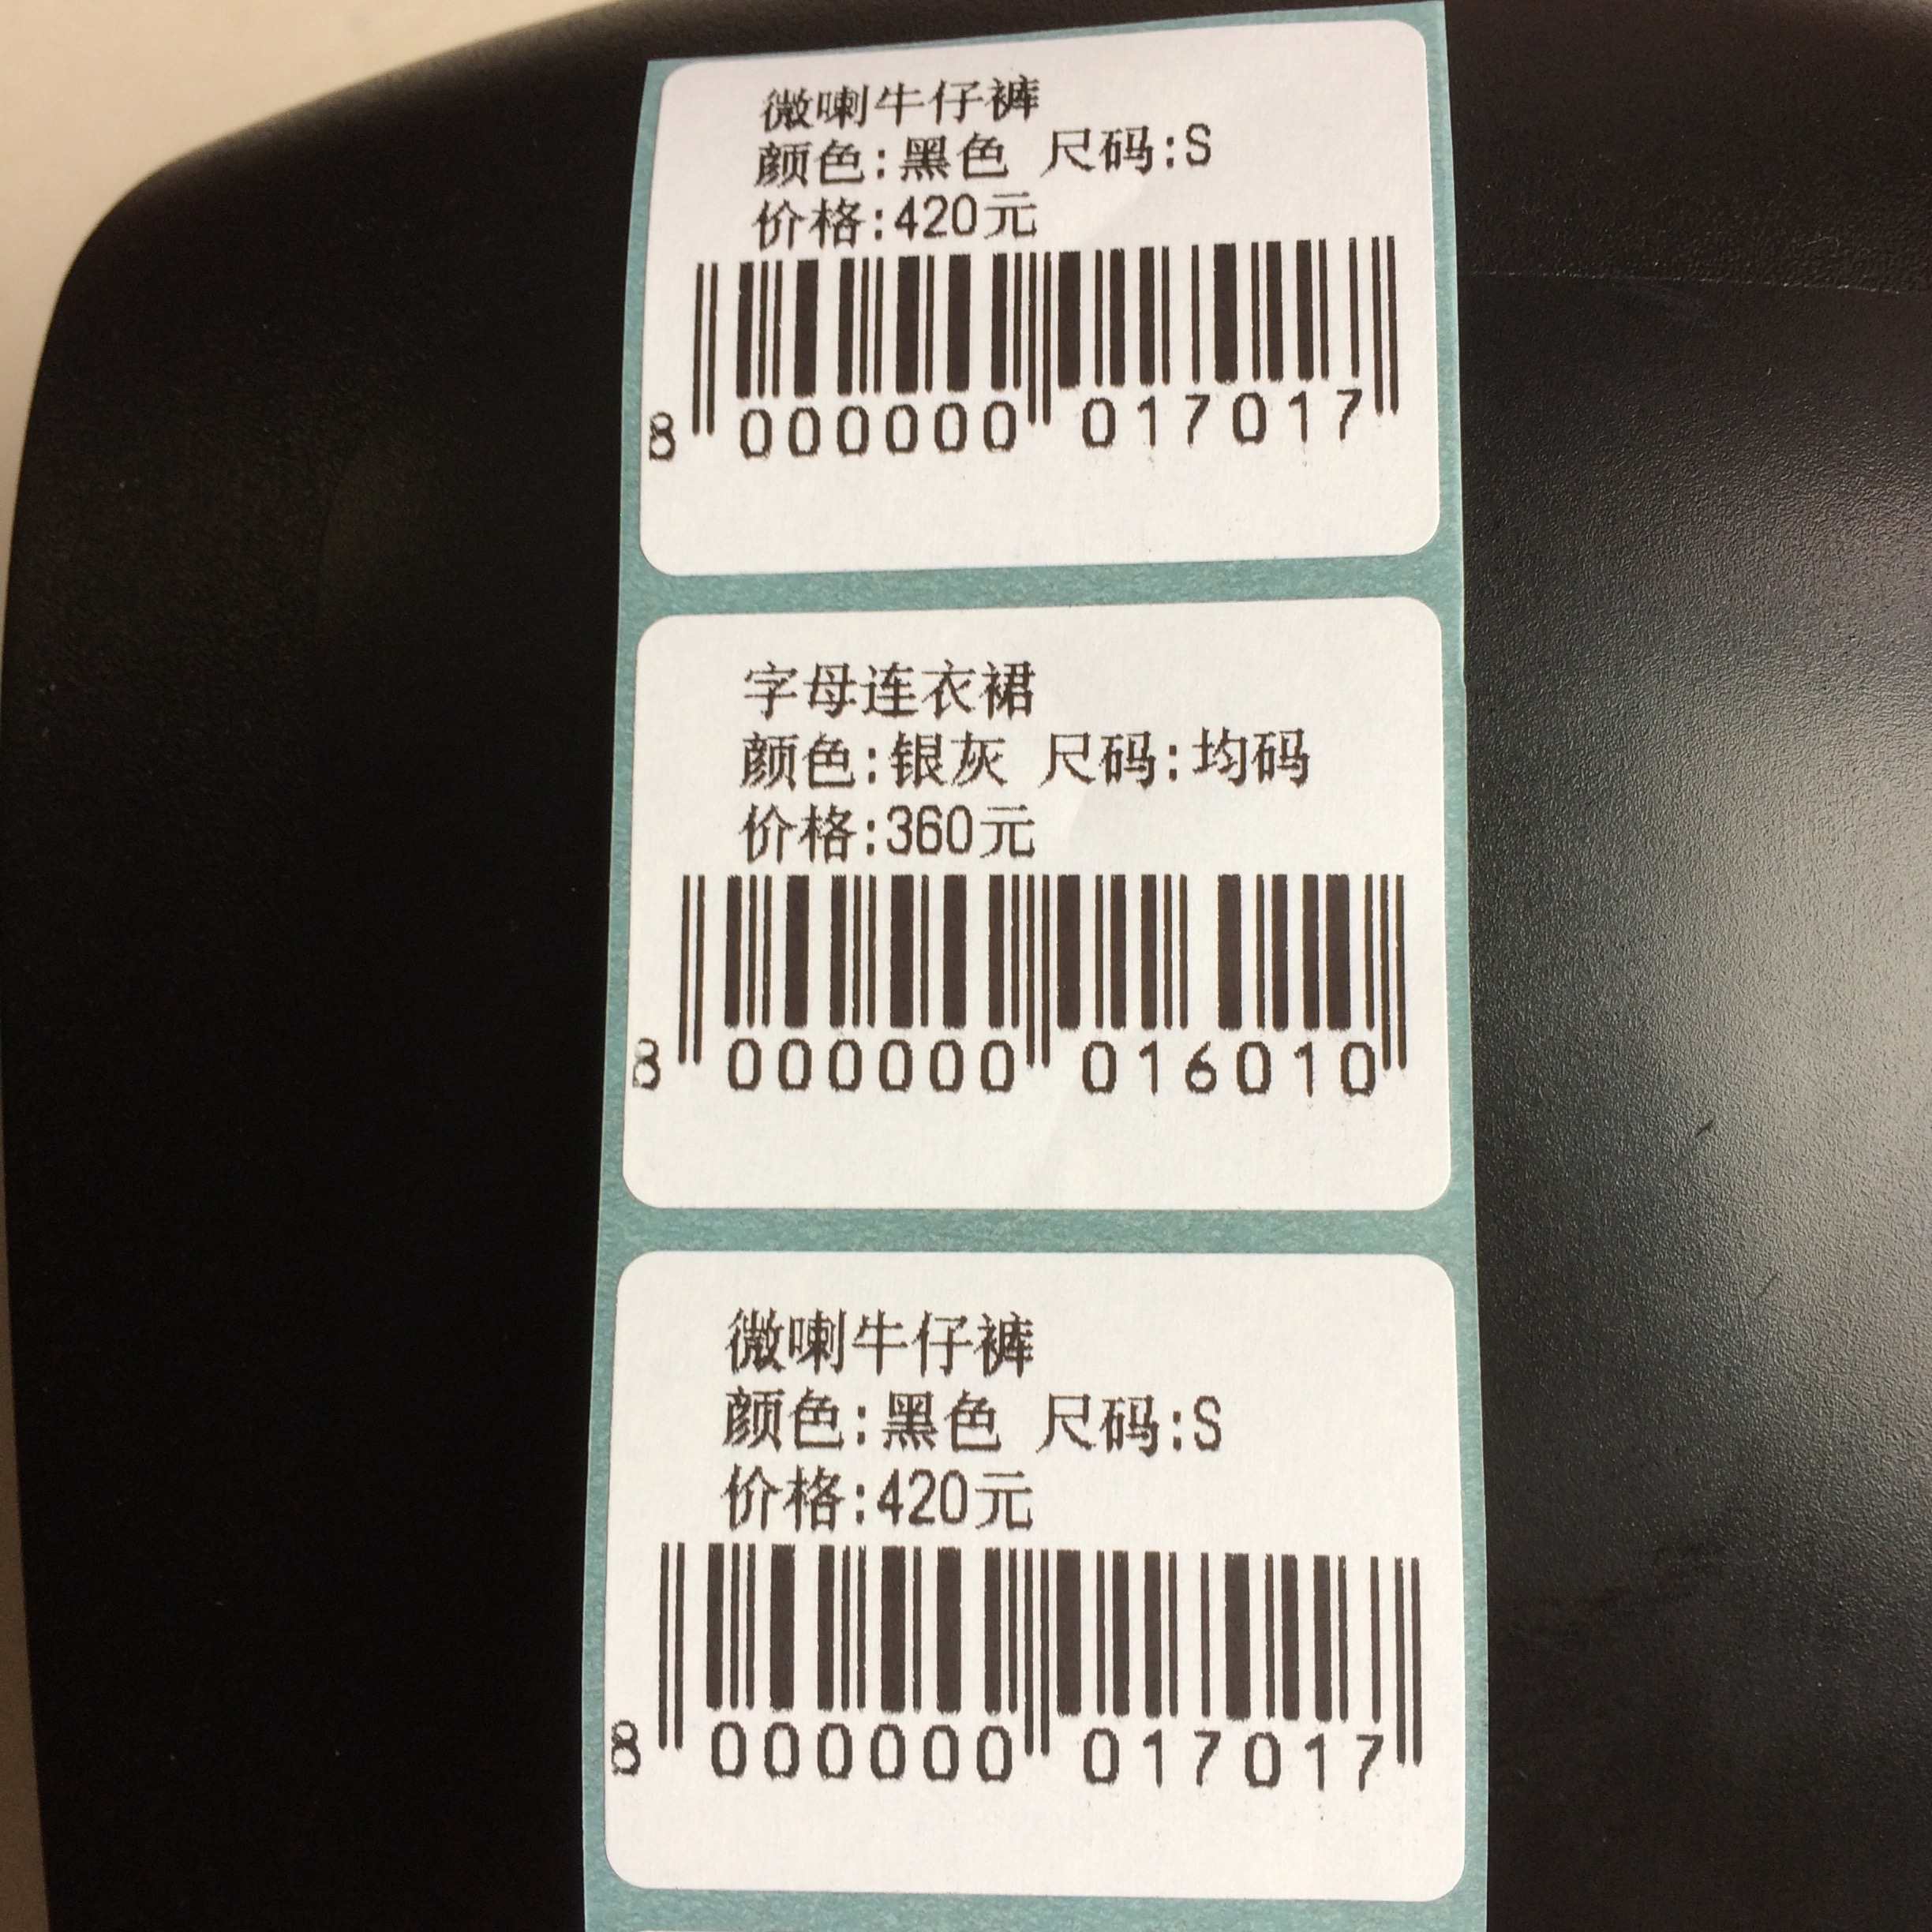 微喇牛仔裤
颜色:黑色 尺码:S
价格:420元
8 000000 017017
字母连衣裙
颜色:银灰 尺码:均码
价格:360元
8 000000 016010
微喇牛仔裤
颜色:黑色 尺码:S
价格:420元
8 000000 017017